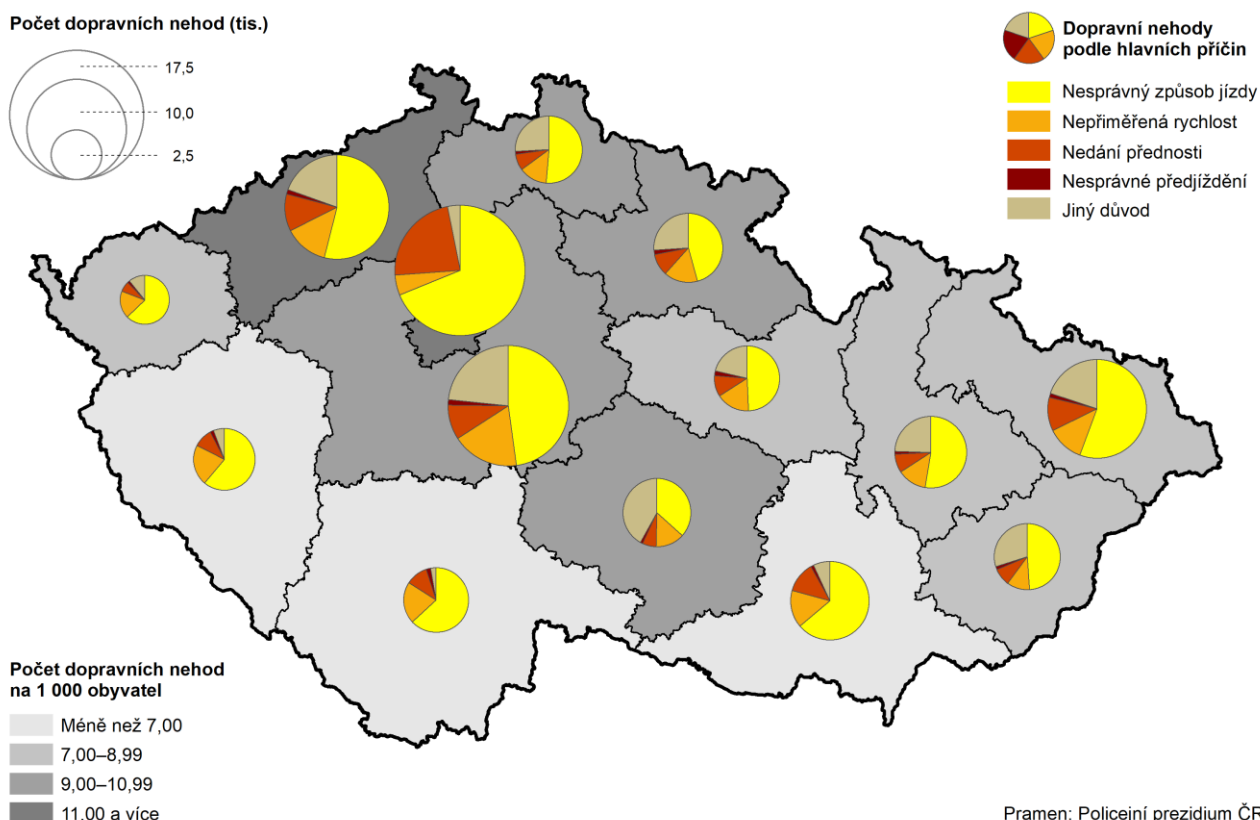 Počet dopravních nehod (tis.)
17,5
10,0
2,5
Dopravní nehody
podle hlavních příčin
Nesprávný způsob jízdy
Nepřiměřená rychlost
Nedání přednosti
Nesprávné předjíždění
Jiný důvod
Počet dopravních nehod
na 1 000 obyvatel
Méně než 7,00
7,00–8,99
9,00–10,99
11,00 a více
Pramen: Policejní prezidium ČR